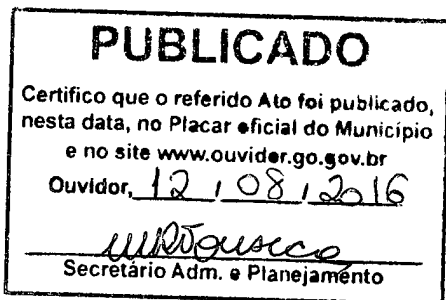 PUBLICADO
Certifico que o referido Ato foi publicado,
nesta data, no Placar oficial do Município
e no site www.ouvidor.go.gov.br
Ouvidor, 12 / 08 / 2016
Secretário Adm. e Planejamento